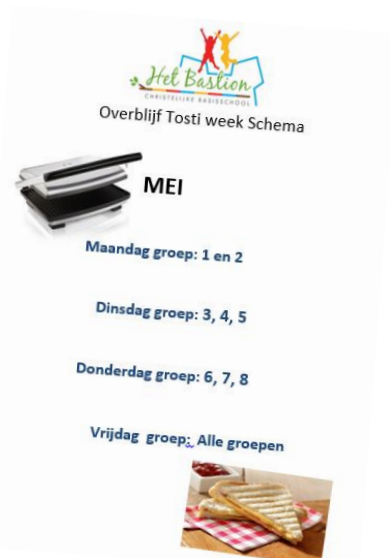 Het Bastion
CHRISTELIJKE BASISSCHOOL
Overblijf Tosti week Schema
MEI
Maandag groep: 1 en 2
Dinsdag groep: 3, 4, 5
Donderdag groep: 6, 7, 8
Vrijdag groep: Alle groepen